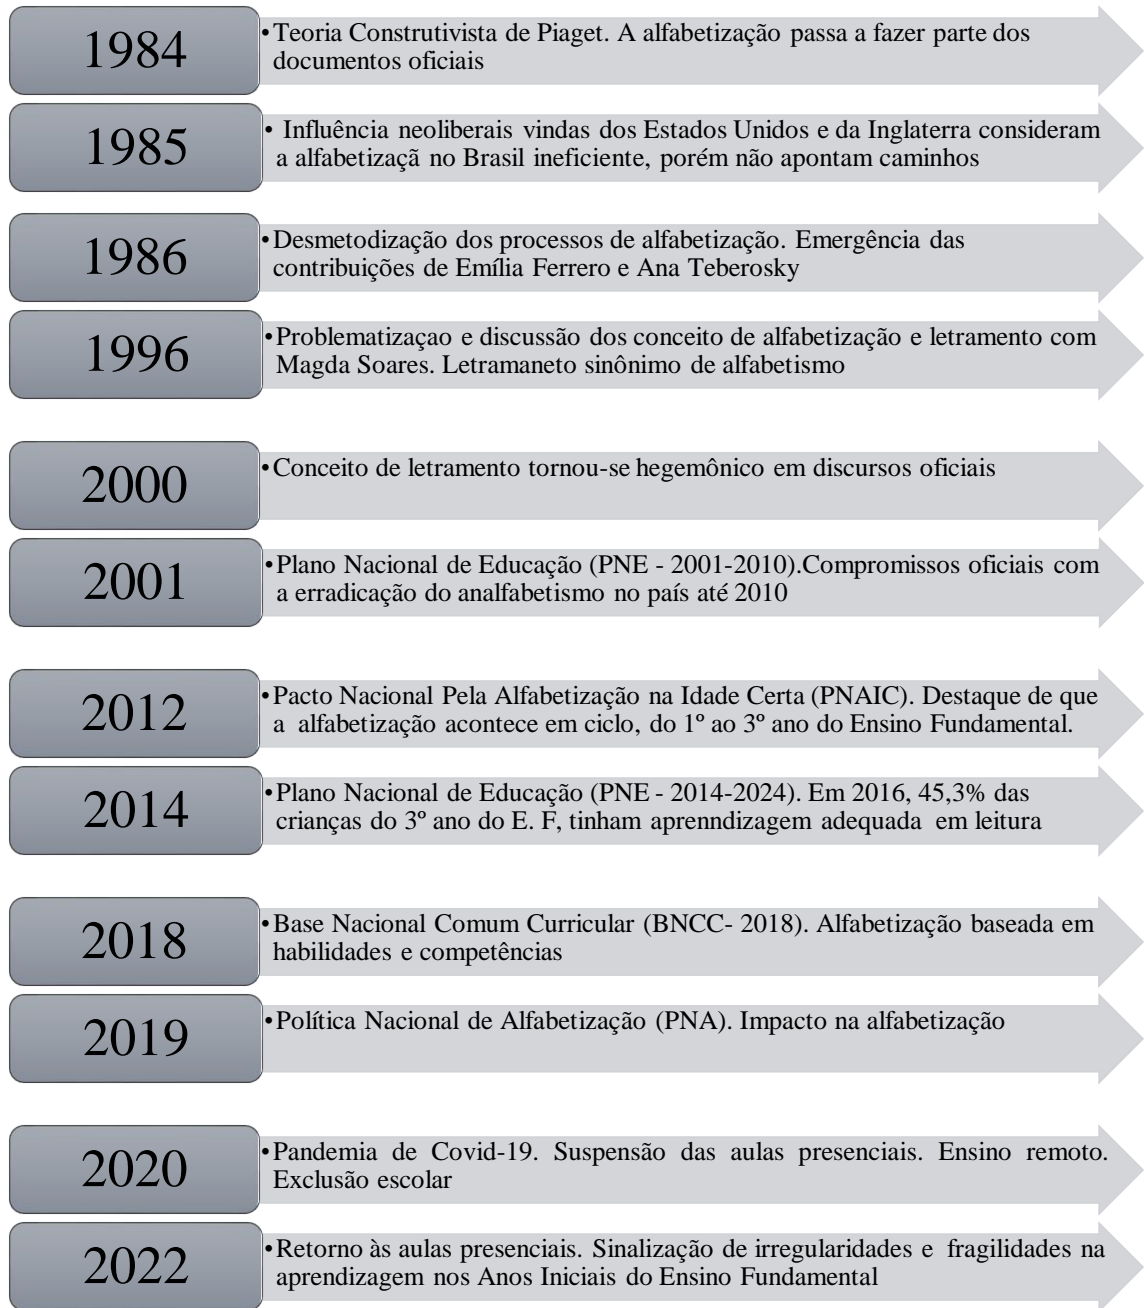 1984
•Teoria Construtivista de Piaget. A alfabetização passa a fazer parte dos
documentos oficiais
1985
• Influência neoliberais vindas dos Estados Unidos e da Inglaterra consideram
a alfabetizaçã no Brasil ineficiente, porém não apontam caminhos
1986
•Desmetodização dos processos de alfabetização. Emergência das
contribuições de Emília Ferrero e Ana Teberosky
1996
•Problematizaçao e discussão dos conceito de alfabetização e letramento com
Magda Soares. Letramaneto sinônimo de alfabetismo
2000
•Conceito de letramento tornou-se hegemônico em discursos oficiais
2001
•Plano Nacional de Educação (PNE - 2001-2010).Compromissos oficiais com
a erradicação do analfabetismo no país até 2010
2012
•Pacto Nacional Pela Alfabetização na Idade Certa (PNAIC). Destaque de que
a alfabetização acontece em ciclo, do 1º ao 3º ano do Ensino Fundamental.
2014
•Plano Nacional de Educação (PNE - 2014-2024). Em 2016, 45,3% das
crianças do 3º ano do E. F, tinham aprenndizagem adequada em leitura
2018
•Base Nacional Comum Curricular (BNCC- 2018). Alfabetização baseada em
habilidades e competências
2019
•Política Nacional de Alfabetização (PNA). Impacto na alfabetização
2020
•Pandemia de Covid-19. Suspensão das aulas presenciais. Ensino remoto.
Exclusão escolar
2022
•Retorno às aulas presenciais. Sinalização de irregularidades e fragilidades na
aprendizagem nos Anos Iniciais do Ensino Fundamental